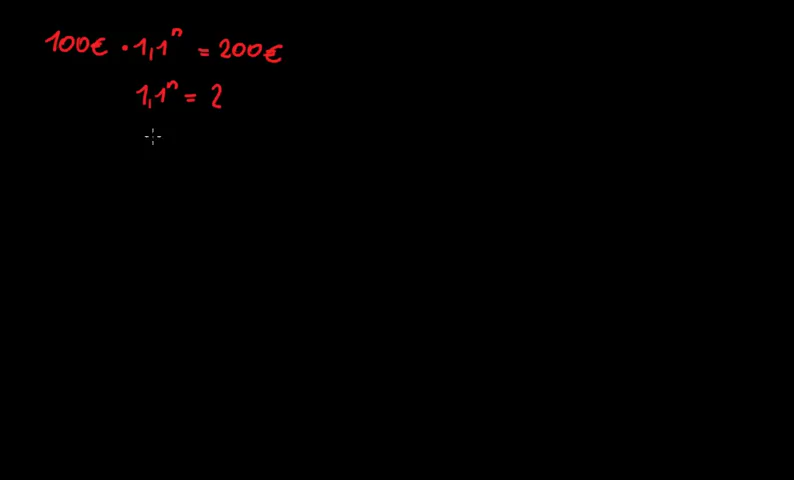 100€ · 1,1ⁿ = 200€
1,1ⁿ = 2